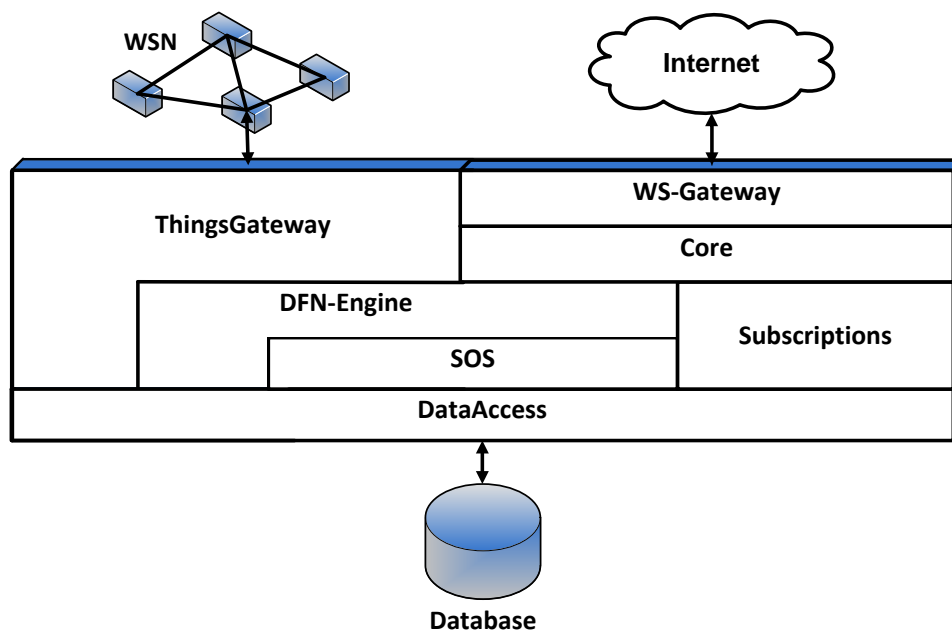 WSN
Internet
WS-Gateway
ThingsGateway
Core
DFN-Engine
Subscriptions
SOS
DataAccess
Database